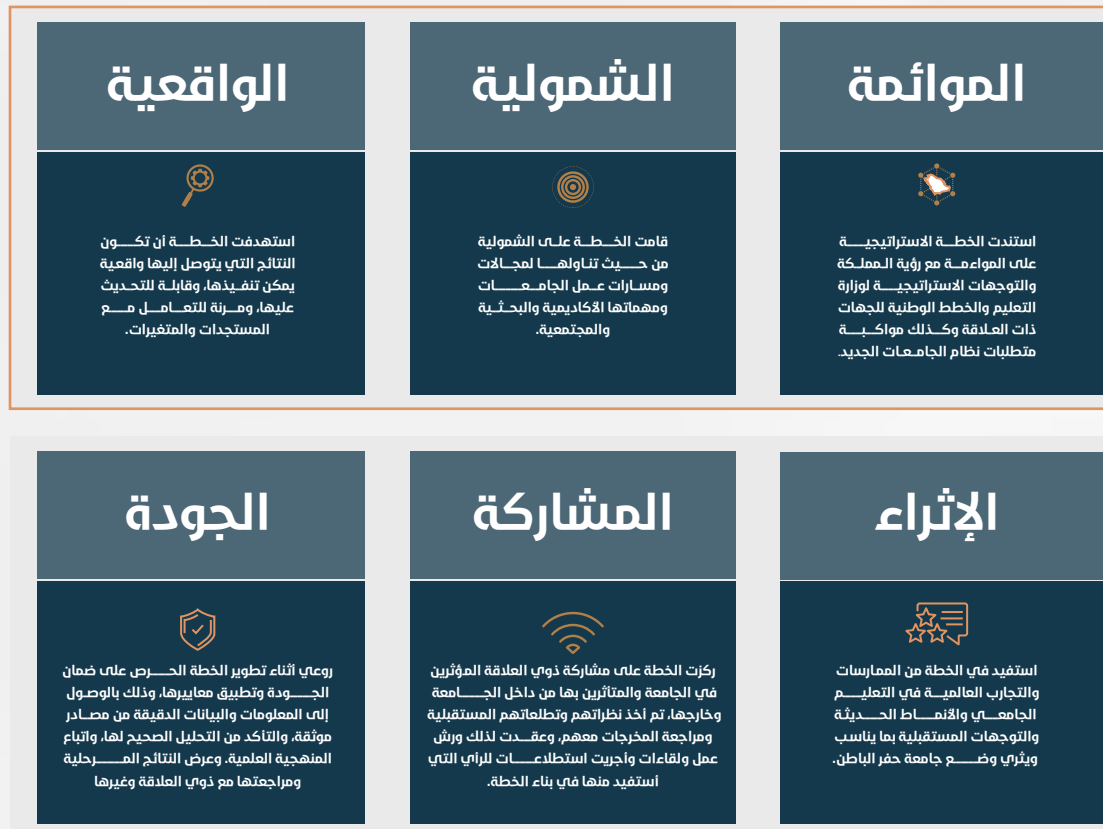 الموائمة
استندت الخطة الاستراتيجية
على المواءمة مع رؤية المملكة
والتوجهات الاستراتيجية لوزارة
التعليم والخطط الوطنية للجهات
ذات العلاقة وكذلك مواكبة
متطلبات نظام الجامعات الجديد.
الشمولية
قامت الخطة على الشمولية
من حيث تناولها لمجالات
ومسارات عمل الجامعات
ومهماتها الأكاديمية والبحثية
والمجتمعية.
الواقعية
استهدفت الخطة أن تكون
النتائج التي يتوصل إليها واقعية
يمكن تنفيذها، وقابلة للتحديث
عليها، ومرنة للتعامل مع
المستجدات والمتغيرات.
الإثراء
استفيد في الخطة من الممارسات
والتجارب العالمية في التعليم
الجامعي والأنماط الحديثة
والتوجهات المستقبلية بما يناسب
ويثري وضع جامعة حفر الباطن.
المشاركة
ركزت الخطة على مشاركة ذوي العلاقة المؤثرين
في الجامعة والمتأثرين بها من داخل الجامعة
وخارجها، تم أخذ نظراتهم وتطلعاتهم المستقبلية
ومراجعة المخرجات معهم، وعقدت لذلك ورش
عمل ولقاءات وأجريت استطلاعات للرأي التي
أستفيد منها في بناء الخطة.
الجودة
روعي أثناء تطوير الخطة الحرص على ضمان
الجودة وتطبيق معاييرها، وذلك بالوصول
إلى المعلومات والبيانات الدقيقة من مصادر
موثقة، والتأكد من التحليل الصحيح لها، واتباع
المنهجية العلمية. وعرض النتائج المرحلية
ومراجعتها مع ذوي العلاقة وغيرها